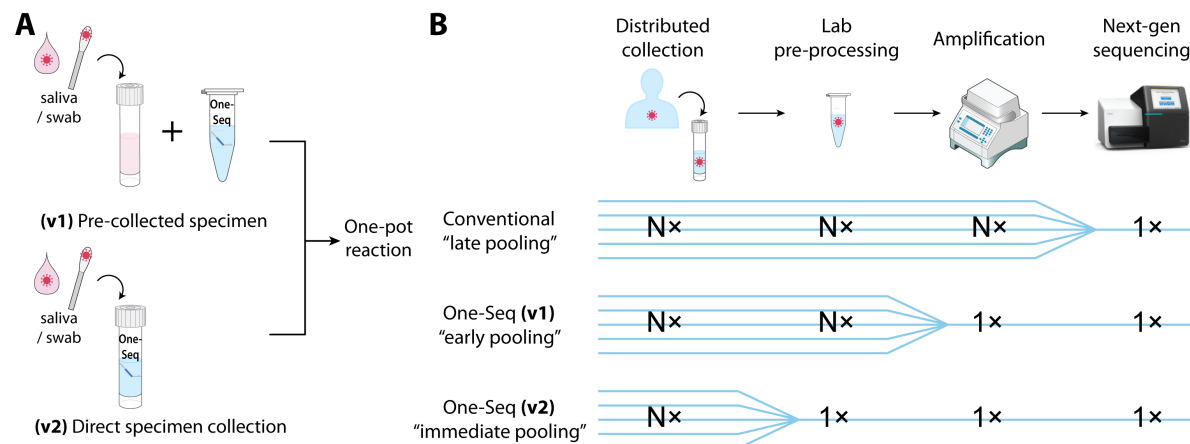 A
saliva
/ swab
+
One-
Seq
(v1) Pre-collected specimen
saliva
/ swab
One-
Seq
(v2) Direct specimen collection
One-pot
reaction
B
Distributed
collection
Lab
pre-processing
Amplification
Next-gen
sequencing
Conventional
“late pooling”
N× N× N× 1×
One-Seq (v1)
“early pooling”
N× N× 1× 1×
One-Seq (v2)
“immediate pooling”
N× 1× 1× 1×